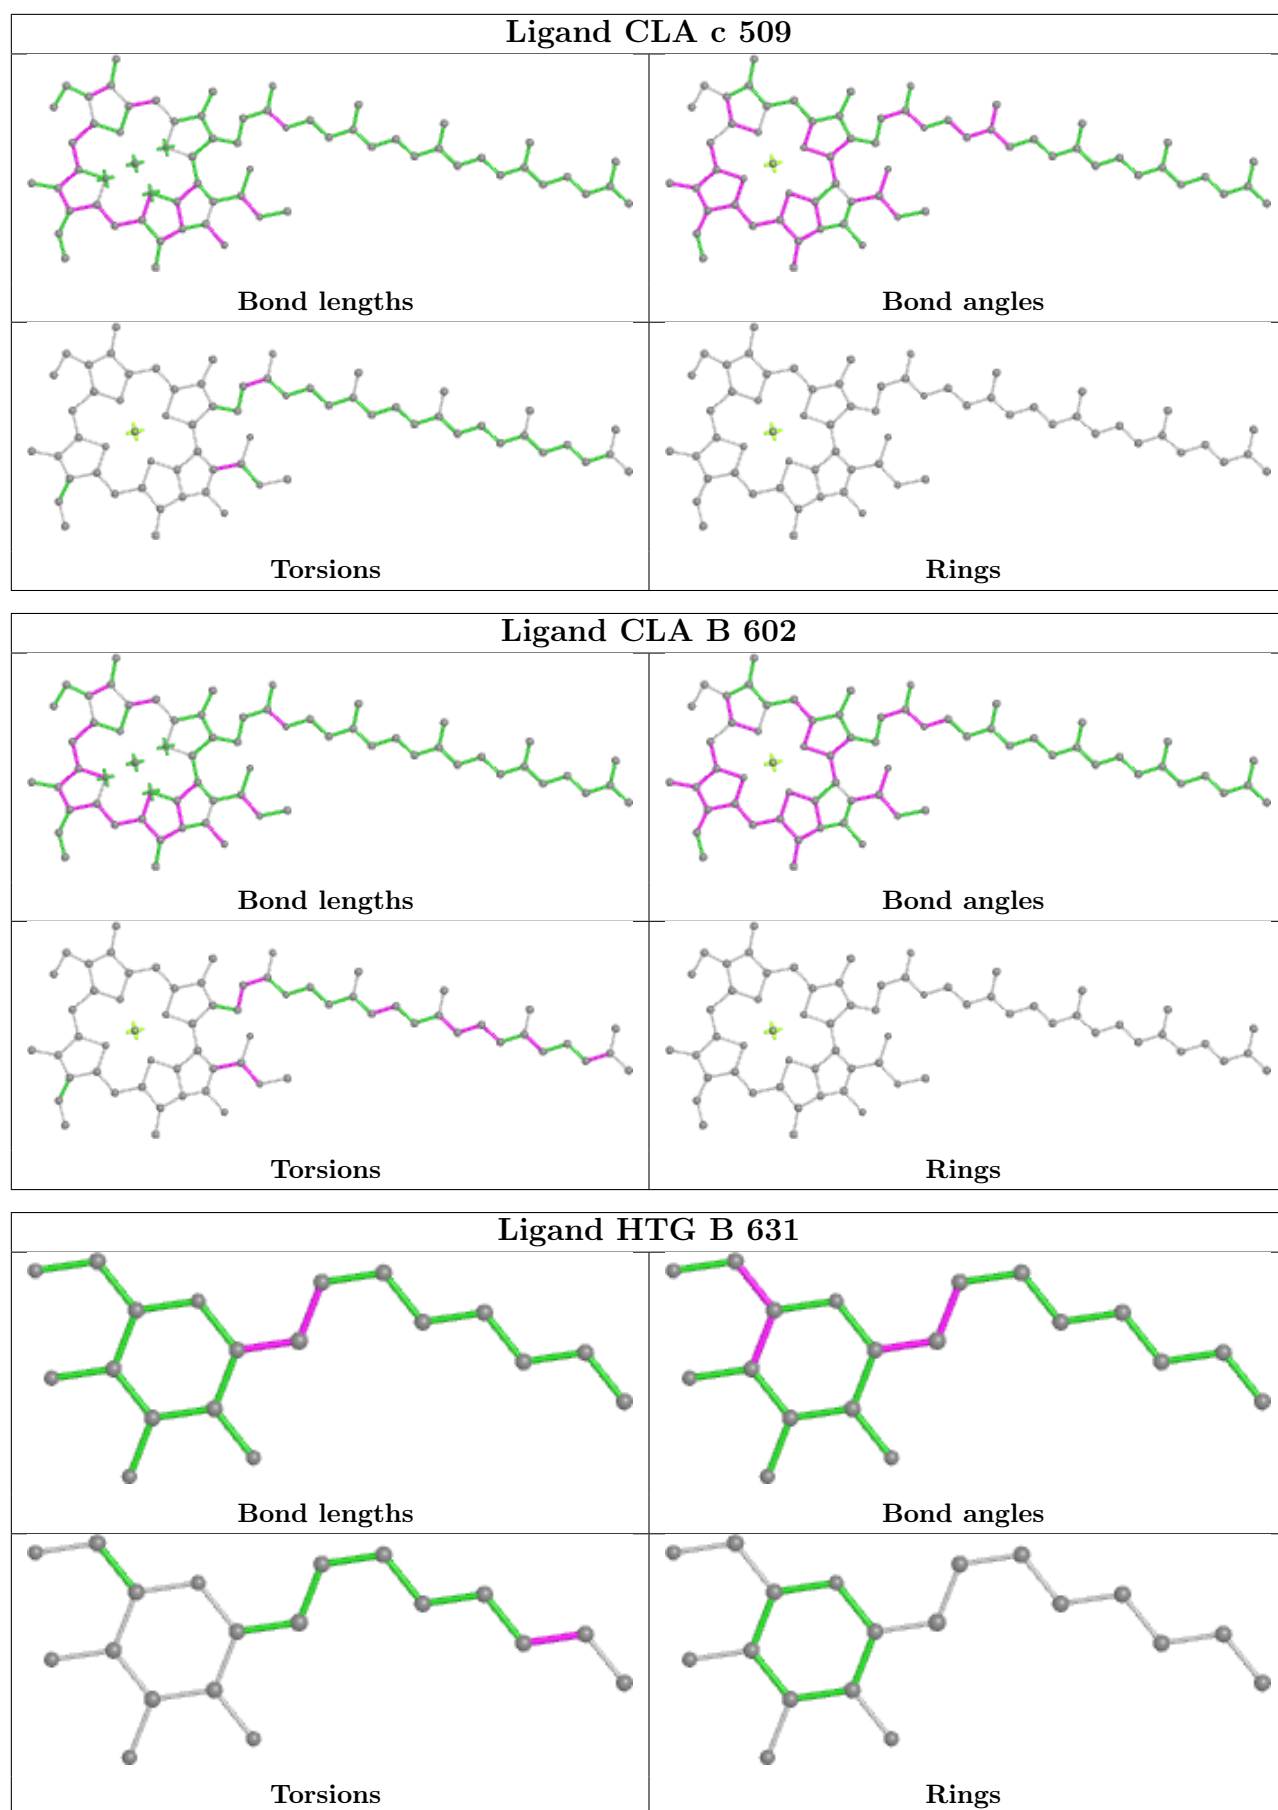 Ligand CLA c 509
Bond lengths
Bond angles
Torsions
Rings
Ligand CLA B 602
Bond lengths
Bond angles
Torsions
Rings
Ligand HTG B 631
Bond lengths
Bond angles
Torsions
Rings